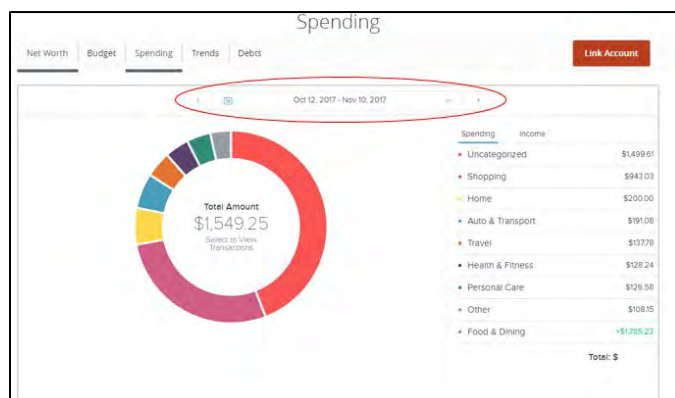 Spending
Net Worth Budget Spending Trends Debts
Link Account
Oct 12, 2017 - Nov 10, 2017
Spending Income
Uncategorized $1,499.61
Shopping $943.03
Home $200.00
Auto & Transport $191.08
Travel $137.78
Health & Fitness $128.24
Personal Care $126.58
Other $108.15
Food & Dining +$1,785.23
Total: $
Total Amount
$1,549.25
Select to View
Transactions